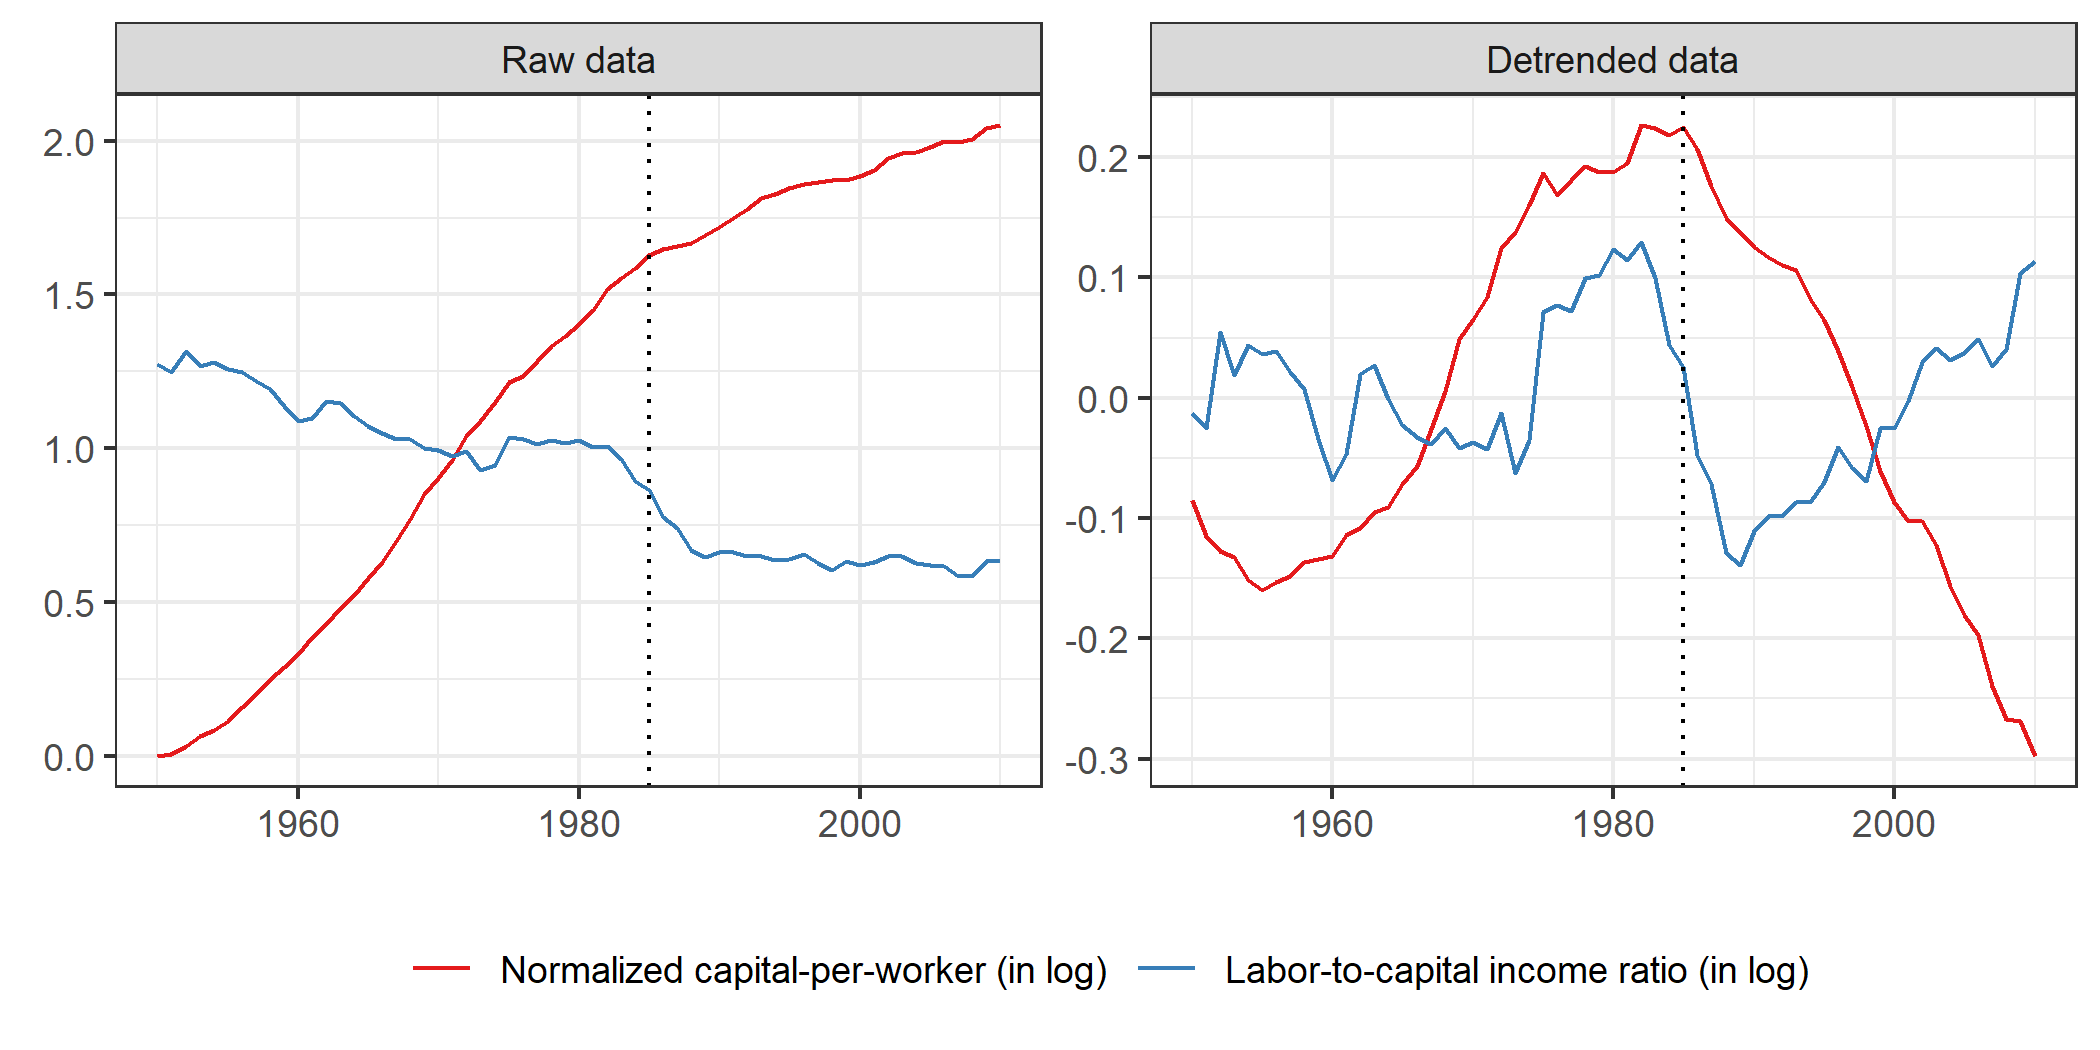 Raw data
Detrended data
2.0
1.5
1.0
0.5
0.0
0.2
0.1
0.0
-0.1
-0.2
-0.3
1960 1980 2000
1960 1980 2000
Normalized capital-per-worker (in log) Labor-to-capital income ratio (in log)